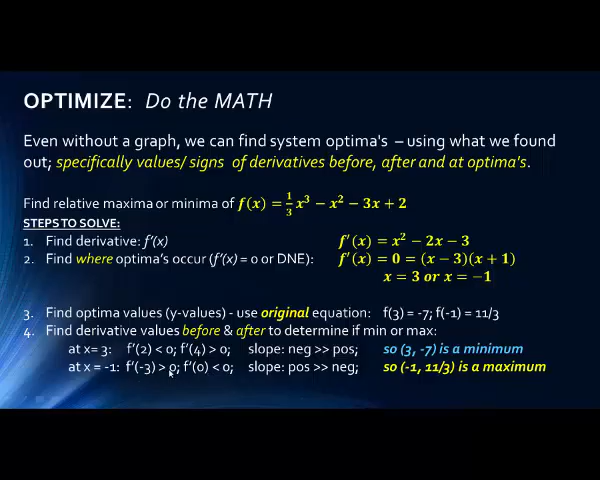 OPTIMIZE: Do the MATH
Even without a graph, we can find system optima's – using what we found
out; specifically values/ signs of derivatives before, after and at optima's.
Find relative maxima or minima of f(x) = 1/3 x³ − x² − 3x + 2
STEPS TO SOLVE:
1. Find derivative: f'(x) f′(x) = x² − 2x − 3
2. Find where optima's occur (f'(x) = 0 or DNE): f′(x) = 0 = (x − 3)(x + 1)
x = 3 or x = −1
3. Find optima values (y-values) - use original equation: f(3) = -7; f(-1) = 11/3
4. Find derivative values before & after to determine if min or max:
at x= 3: f'(2) < 0; f'(4) > 0; slope: neg >> pos; so (3, -7) is a minimum
at x = -1: f'(-3) > 0; f'(0) < 0; slope: pos >> neg; so (-1, 11/3) is a maximum